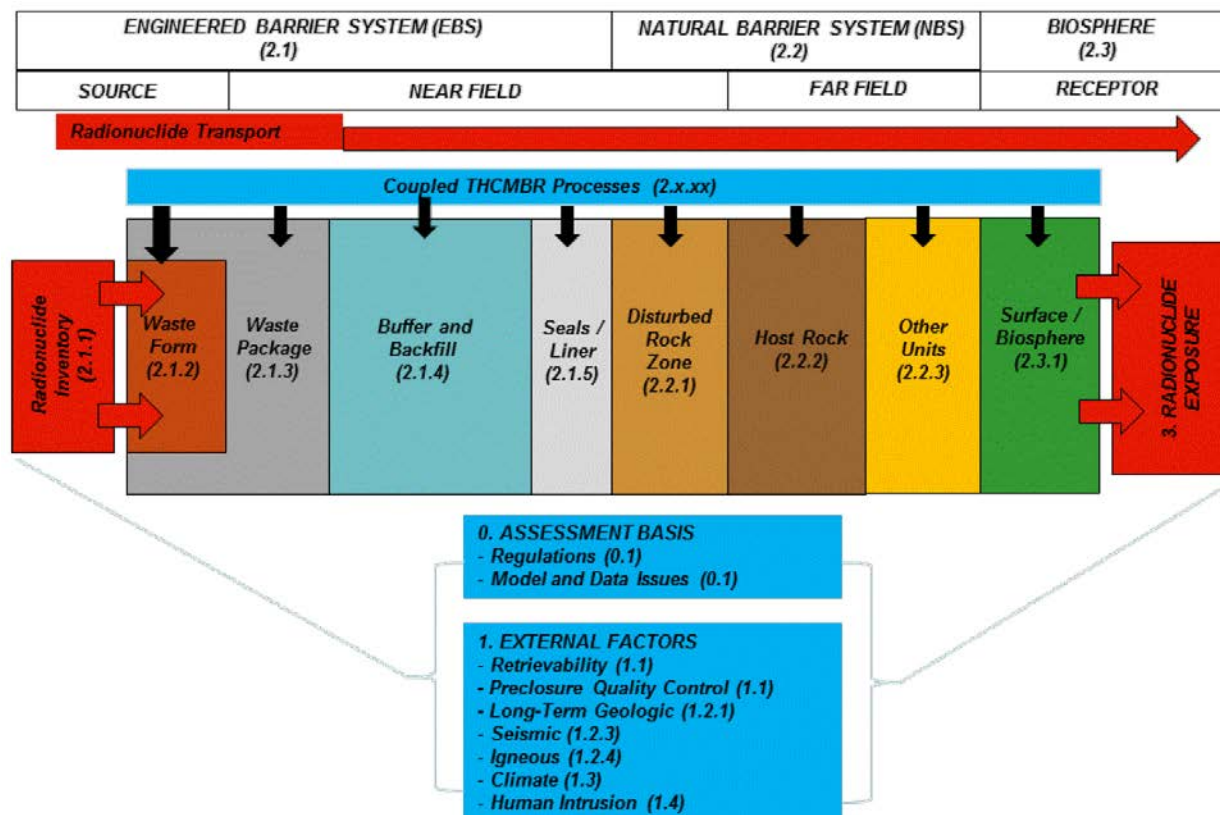 ENGINEERED BARRIER SYSTEM (EBS)
(2.1)
NATURAL BARRIER SYSTEM (NBS)
(2.2)
BIOSPHERE
(2.3)
SOURCE
NEAR FIELD
FAR FIELD
RECEPTOR
Radionuclide Transport
Coupled THCMBR Processes (2.x.xx)
Radionuclide
Inventory
(2.1.1)
Waste
Form
(2.1.2)
Waste
Package
(2.1.3)
Buffer and
Backfill
(2.1.4)
Seals /
Liner
(2.1.5)
Disturbed
Rock
Zone
(2.2.1)
Host Rock
(2.2.2)
Other
Units
(2.2.3)
Surface /
Biosphere
(2.3.1)
3. RADIONUCLIDE
EXPOSURE
0. ASSESSMENT BASIS
- Regulations (0.1)
- Model and Data Issues (0.1)
1. EXTERNAL FACTORS
- Retrievability (1.1)
- Preclosure Quality Control (1.1)
- Long-Term Geologic (1.2.1)
- Seismic (1.2.3)
- Igneous (1.2.4)
- Climate (1.3)
- Human Intrusion (1.4)